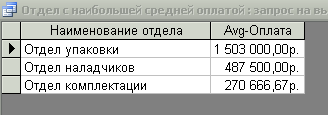 Отдел с наибольшей средней оплатой : запрос на вы
Наименование отдела Avg-Оплата
Отдел упаковки 1 503 000,00р.
Отдел наладчиков 487 500,00р.
Отдел комплектации 270 666,67р.